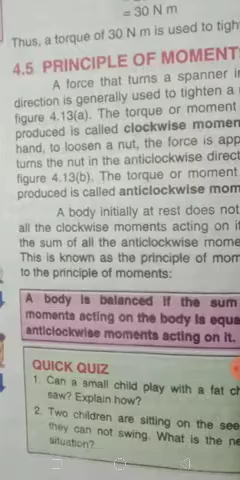 = 30 N m
Thus, a torque of 30 N m is used to tigh
4.5 PRINCIPLE OF MOMENT
A force that turns a spanner i
direction is generally used to tighten a
figure 4.13(a). The torque or moment
produced is called clockwise momen
hand, to loosen a nut, the force is app
turns the nut in the anticlockwise direct
figure 4.13(b). The torque or moment
produced is called anticlockwise mom
A body initially at rest does not
all the clockwise moments acting on i
the sum of all the anticlockwise mome
This is known as the principle of mom
to the principle of moments:
A body is balanced if the sum
moments acting on the body is equa
anticlockwise moments acting on it.
QUICK QUIZ
1. Can a small child play with a fat ch
saw? Explain how?
2. Two children are sitting on the see
they can not swing. What is the ne
situation?